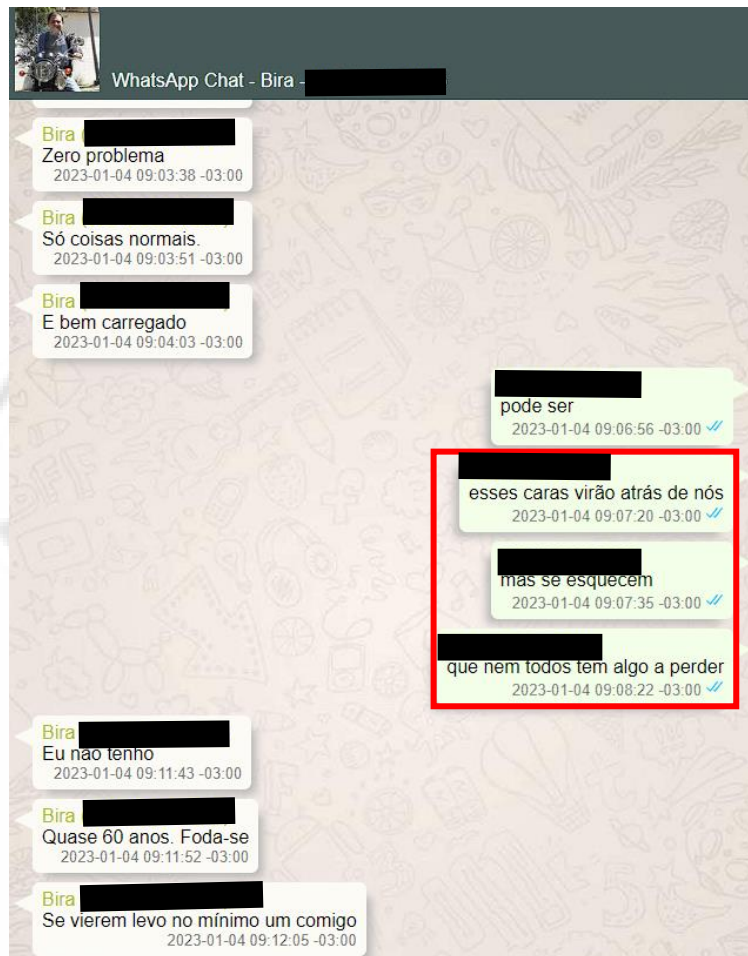 WhatsApp Chat - Bira -
Bira (
Zero problema
2023-01-04 09:03:38 -03:00
Bira (
Só coisas normais.
2023-01-04 09:03:51 -03:00
Bira
E bem carregado
2023-01-04 09:04:03 -03:00
pode ser
2023-01-04 09:06:56 -03:00
esses caras virão atrás de nós
2023-01-04 09:07:20 -03:00
mas se esquecem
2023-01-04 09:07:35 -03:00
que nem todos tem algo a perder
2023-01-04 09:08:22 -03:00
Bira
Eu não tenho
2023-01-04 09:11:43 -03:00
Bira (
Quase 60 anos. Foda-se
2023-01-04 09:11:52 -03:00
Bira
Se vierem levo no mínimo um comigo
2023-01-04 09:12:05 -03:00